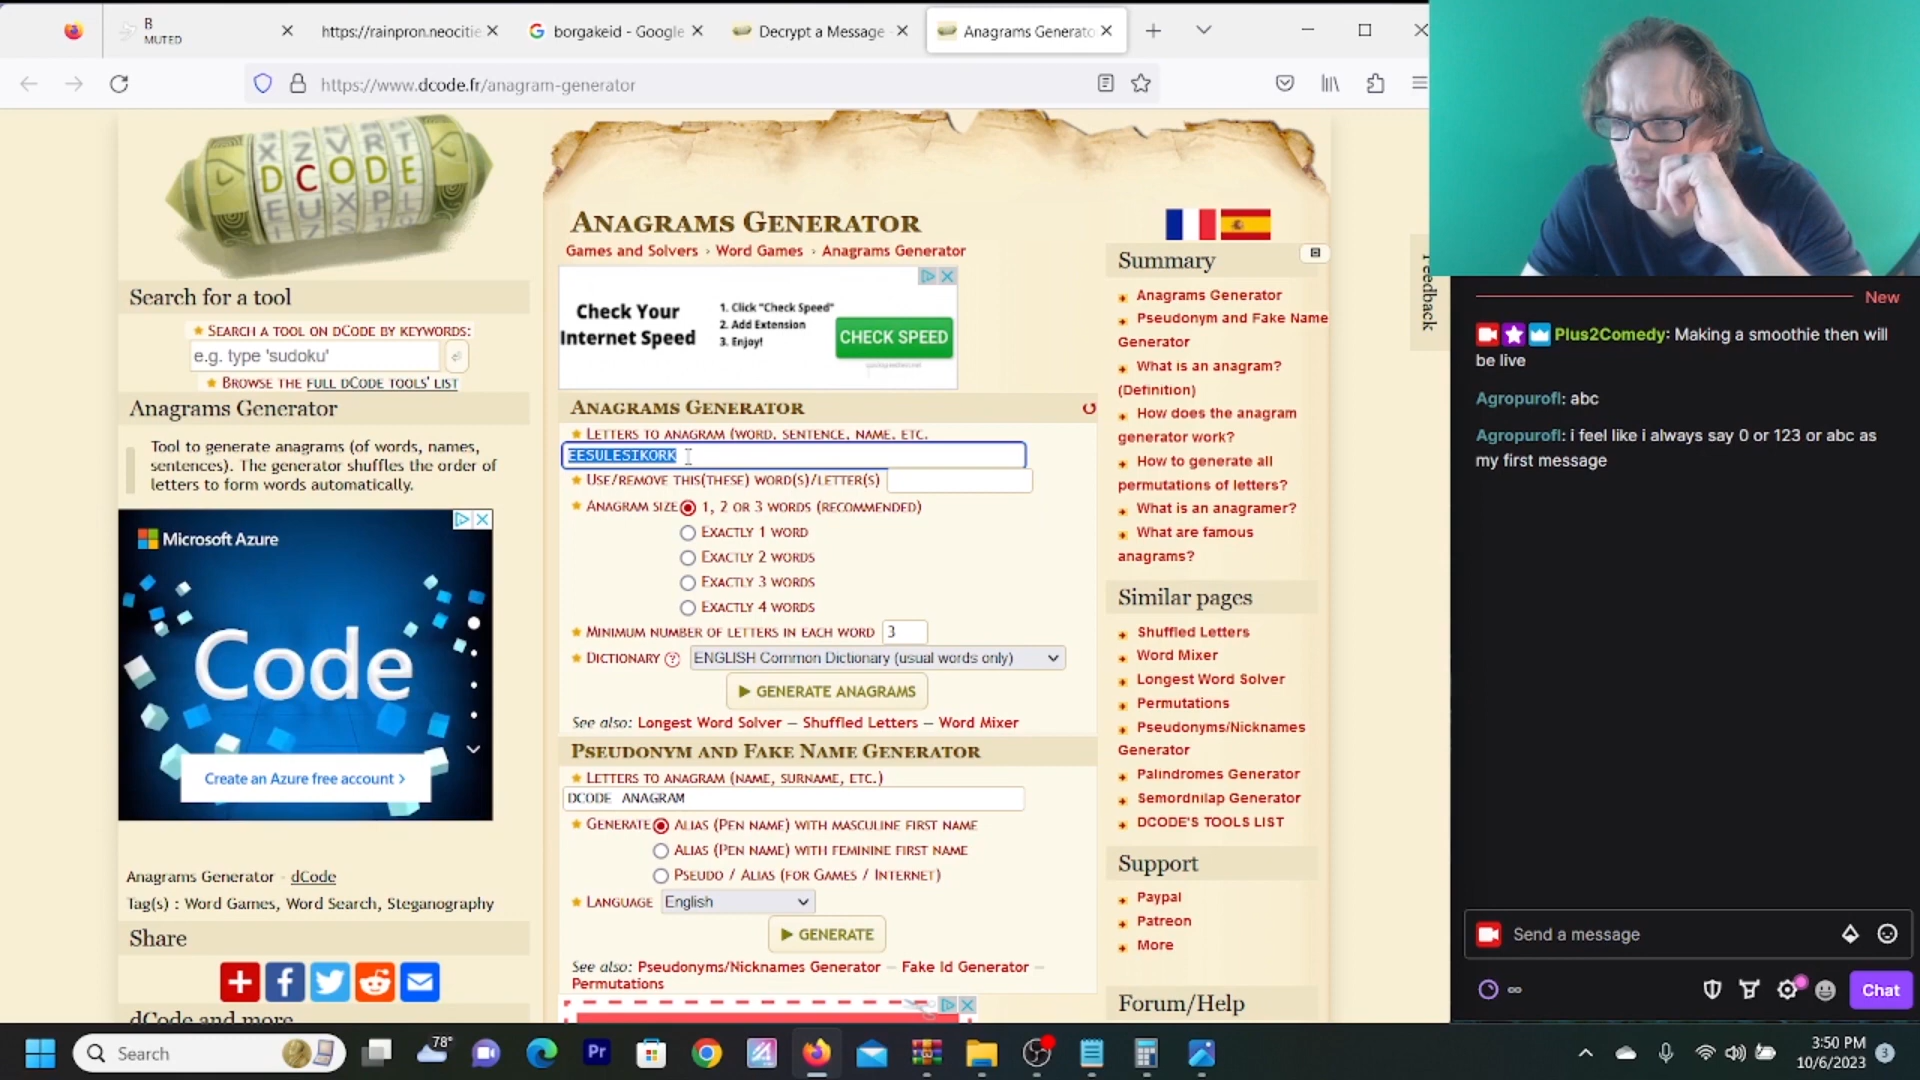 B
MUTED
https://rainpron.neocitie
borgakeid - Google
Decrypt a Message -
Anagrams Generato
https://www.dcode.fr/anagram-generator
DCODE
Search for a tool
SEARCH A TOOL ON DCODE BY KEYWORDS:
e.g. type 'sudoku'
BROWSE THE FULL DCODE TOOLS' LIST
Anagrams Generator
Tool to generate anagrams (of words, names,
sentences). The generator shuffles the order of
letters to form words automatically.
Microsoft Azure
Code
Create an Azure free account >
Anagrams Generator - dCode
Tag(s) : Word Games, Word Search, Steganography
Share
dCode and more
ANAGRAMS GENERATOR
Games and Solvers › Word Games › Anagrams Generator
Check Your
Internet Speed
1. Click "Check Speed"
2. Add Extension
3. Enjoy!
CHECK SPEED
ANAGRAMS GENERATOR
LETTERS TO ANAGRAM (WORD, SENTENCE, NAME, ETC.
EESULESIKORK
USE/REMOVE THIS(THESE) WORD(S)/LETTER(S)
ANAGRAM SIZE 1, 2 OR 3 WORDS (RECOMMENDED)
EXACTLY 1 WORD
EXACTLY 2 WORDS
EXACTLY 3 WORDS
EXACTLY 4 WORDS
MINIMUM NUMBER OF LETTERS IN EACH WORD 3
DICTIONARY ? ENGLISH Common Dictionary (usual words only)
▶ GENERATE ANAGRAMS
See also: Longest Word Solver — Shuffled Letters — Word Mixer
PSEUDONYM AND FAKE NAME GENERATOR
LETTERS TO ANAGRAM (NAME, SURNAME, ETC.)
DCODE ANAGRAM
GENERATE ALIAS (PEN NAME) WITH MASCULINE FIRST NAME
ALIAS (PEN NAME) WITH FEMININE FIRST NAME
PSEUDO / ALIAS (FOR GAMES / INTERNET)
LANGUAGE English
▶ GENERATE
See also: Pseudonyms/Nicknames Generator — Fake Id Generator —
Permutations
Summary
Anagrams Generator
Pseudonym and Fake Name
Generator
What is an anagram?
(Definition)
How does the anagram
generator work?
How to generate all
permutations of letters?
What is an anagramer?
What are famous
anagrams?
Similar pages
Shuffled Letters
Word Mixer
Longest Word Solver
Permutations
Pseudonyms/Nicknames
Generator
Palindromes Generator
Semordnilap Generator
DCODE'S TOOLS LIST
Support
Paypal
Patreon
More
Forum/Help
Feedback
New
Plus2Comedy: Making a smoothie then will
be live
Agropurofl: abc
Agropurofl: i feel like i always say 0 or 123 or abc as
my first message
Send a message
Chat
Search
78°
Pr
3:50 PM
10/6/2023
3